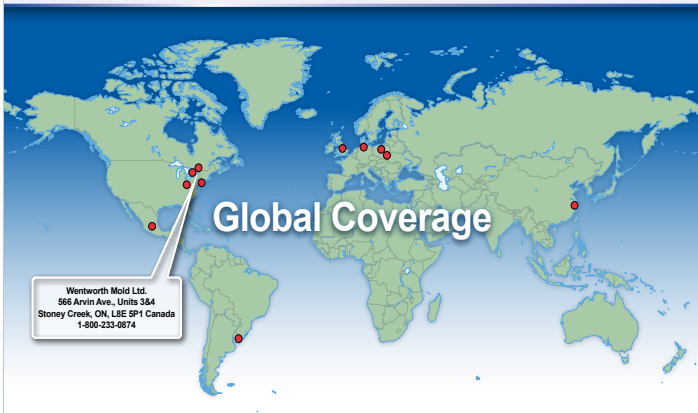 Global Coverage
Wentworth Mold Ltd.
566 Arvin Ave., Units 3&4
Stoney Creek, ON, L8E 5P1 Canada
1-800-233-0874